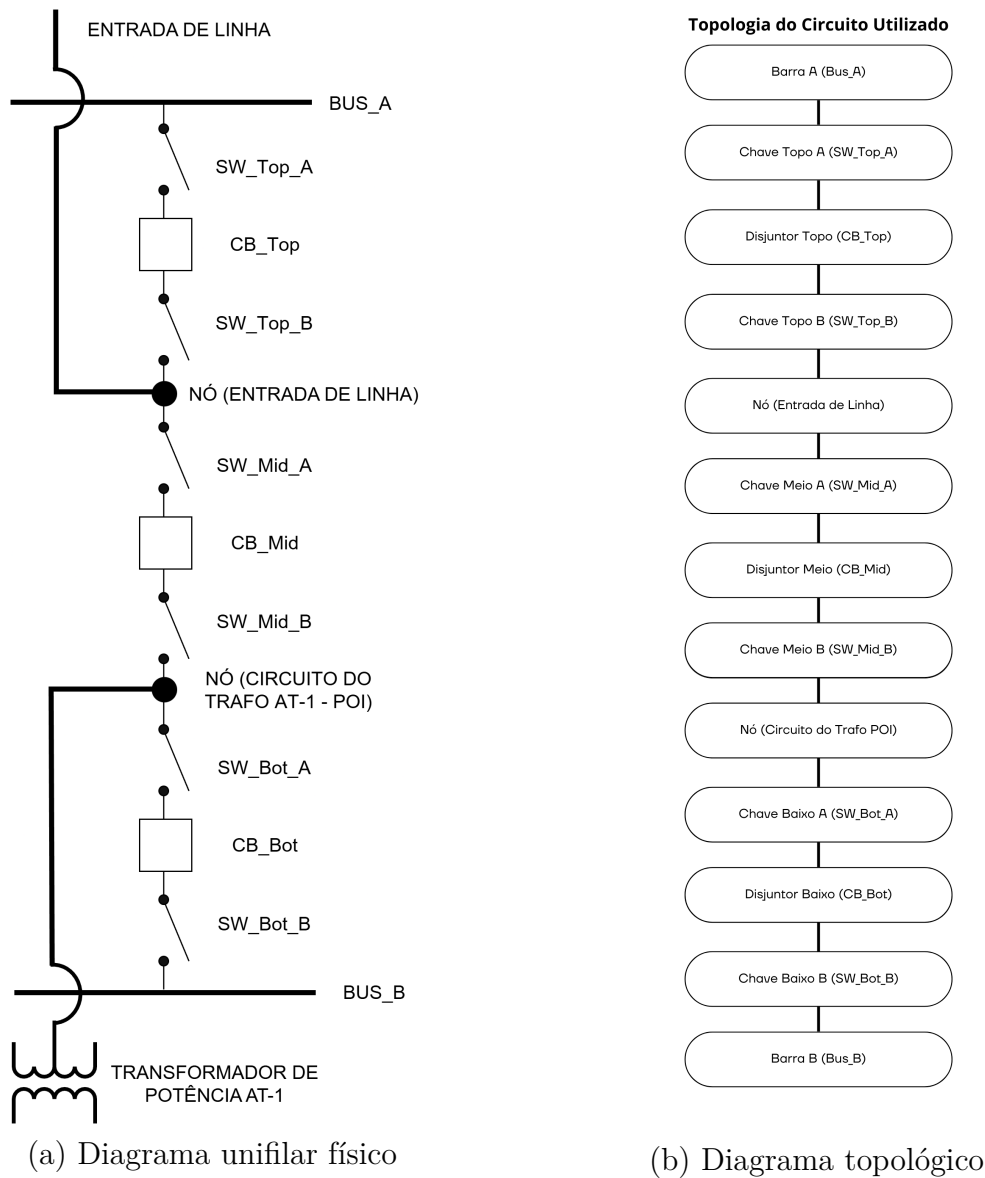 ENTRADA DE LINHA
BUS_A
SW_Top_A
CB_Top
SW_Top_B
NÓ (ENTRADA DE LINHA)
SW_Mid_A
CB_Mid
SW_Mid_B
NÓ (CIRCUITO DO
TRAFO AT-1 - POI)
SW_Bot_A
CB_Bot
SW_Bot_B
BUS_B
TRANSFORMADOR DE
POTÊNCIA AT-1
(a) Diagrama unifilar físico
Topologia do Circuito Utilizado
Barra A (Bus_A)
Chave Topo A (SW_Top_A)
Disjuntor Topo (CB_Top)
Chave Topo B (SW_Top_B)
Nó (Entrada de Linha)
Chave Meio A (SW_Mid_A)
Disjuntor Meio (CB_Mid)
Chave Meio B (SW_Mid_B)
Nó (Circuito do Trafo POI)
Chave Baixo A (SW_Bot_A)
Disjuntor Baixo (CB_Bot)
Chave Baixo B (SW_Bot_B)
Barra B (Bus_B)
(b) Diagrama topológico